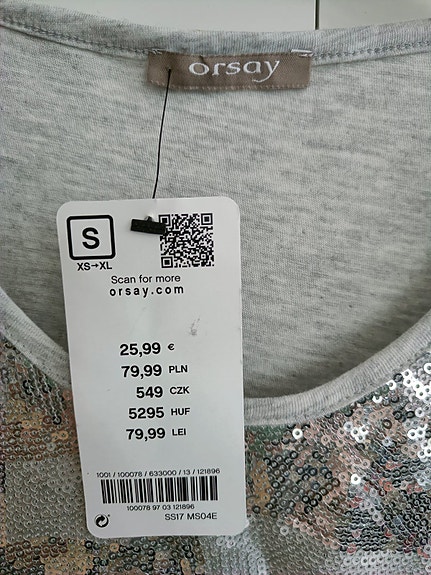 orsay
S
XS→XL
Scan for more
orsay.com
25,99 €
79,99 PLN
549 CZK
5295 HUF
79,99 LEI
1001 / 100078 / 633000 / 13 / 121896
100078 97 03 121896
SS17 MS04E